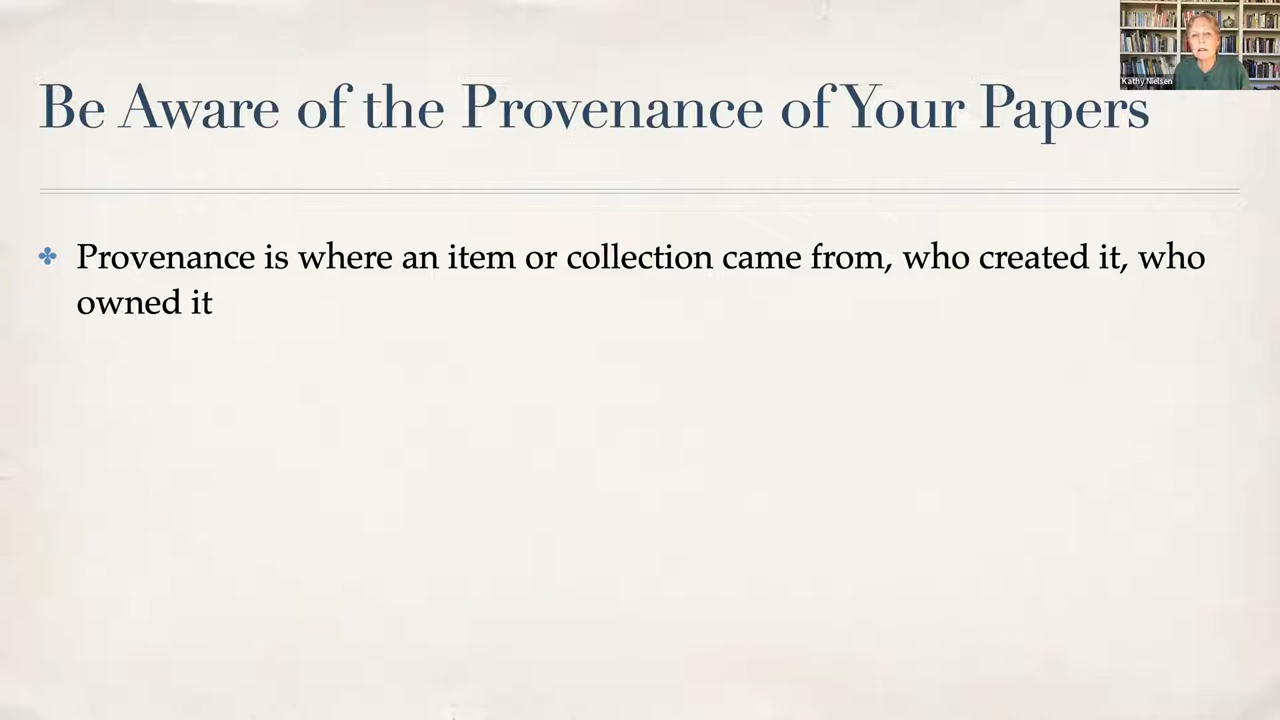 Be Aware of the Provenance of Your Papers
Kathy Nielsen
Provenance is where an item or collection came from, who created it, who
owned it